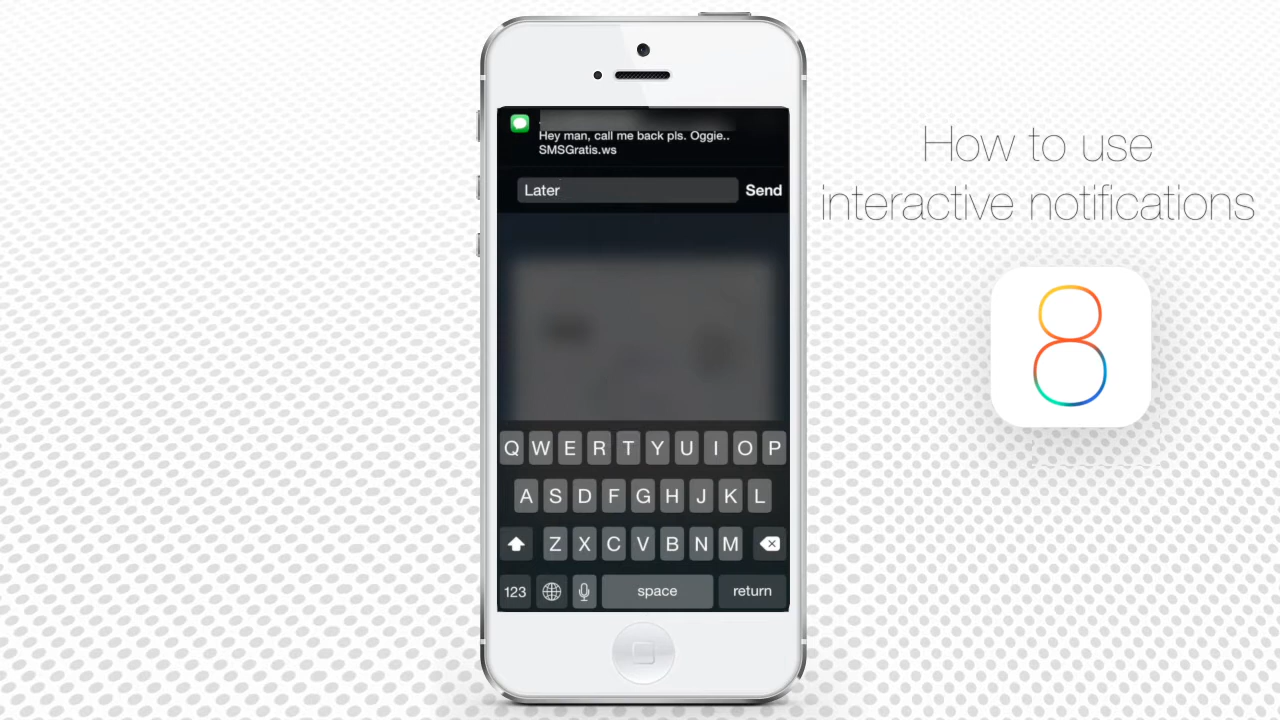 Hey man, call me back pls. Oggie..
SMSGratis.ws
Later
Send
Q W E R T Y U I O P
A S D F G H J K L
Z X C V B N M
123
space
return
How to use
interactive notifications
8